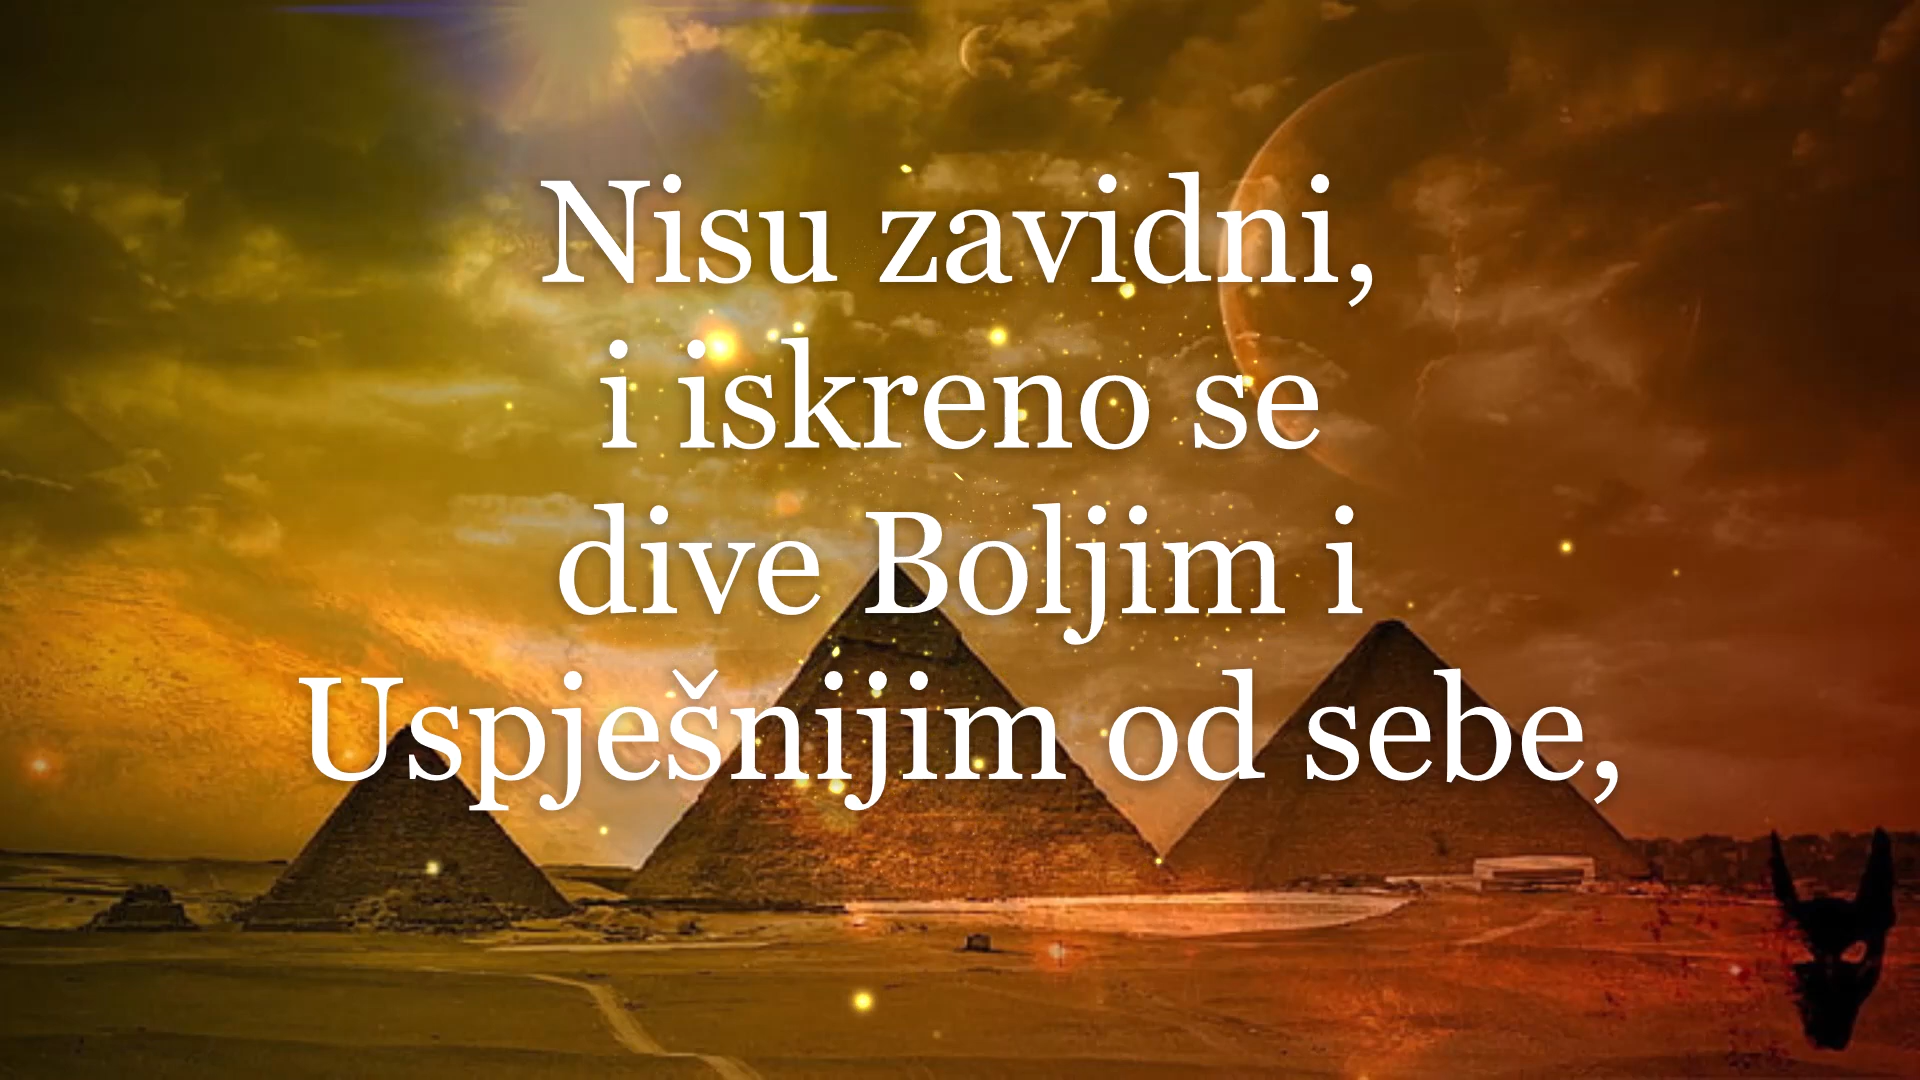 Nisu zavidni,
i iskreno se
dive Boljim i
Uspješnijim od sebe,